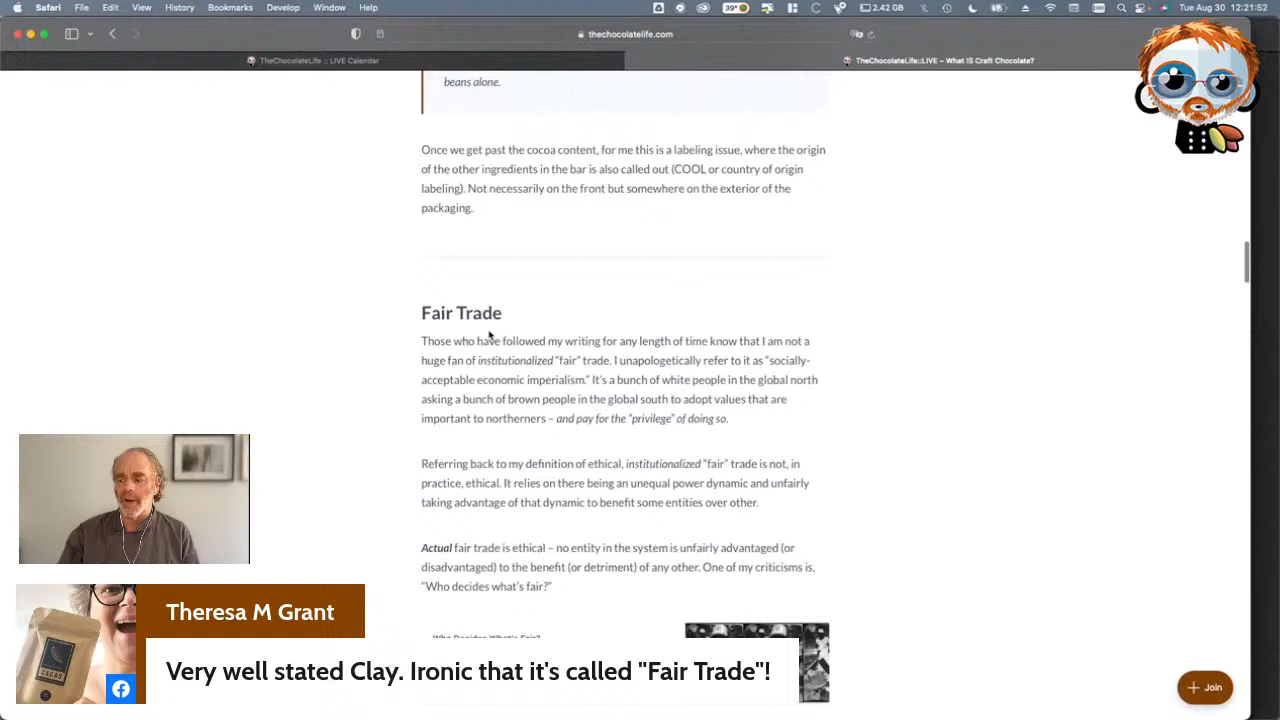 Safari File Edit View History Bookmarks Window Help
39°
Tue Aug 30 12:11:51
thechocolatelife.com
TheChocolateLife :: LIVE Calendar
TheChocolateLife::LIVE – What IS Craft Chocolate?
beans alone.
Once we get past the cocoa content, for me this is a labeling issue, where the origin
of the other ingredients in the bar is also called out (COOL or country of origin
labeling). Not necessarily on the front but somewhere on the exterior of the
packaging.
Fair Trade
Those who have followed my writing for any length of time know that I am not a
huge fan of institutionalized "fair" trade. I unapologetically refer to it as "socially-
acceptable economic imperialism." It's a bunch of white people in the global north
asking a bunch of brown people in the global south to adopt values that are
important to northerners – and pay for the "privilege" of doing so.
Referring back to my definition of ethical, institutionalized "fair" trade is not, in
practice, ethical. It relies on there being an unequal power dynamic and unfairly
taking advantage of that dynamic to benefit some entities over other.
Actual fair trade is ethical – no entity in the system is unfairly advantaged (or
disadvantaged) to the benefit (or detriment) of any other. One of my criticisms is,
"Who decides what's fair?"
Who Decides What's Fair?
Join
CACAO
Theresa M Grant
Very well stated Clay. Ironic that it's called "Fair Trade"!